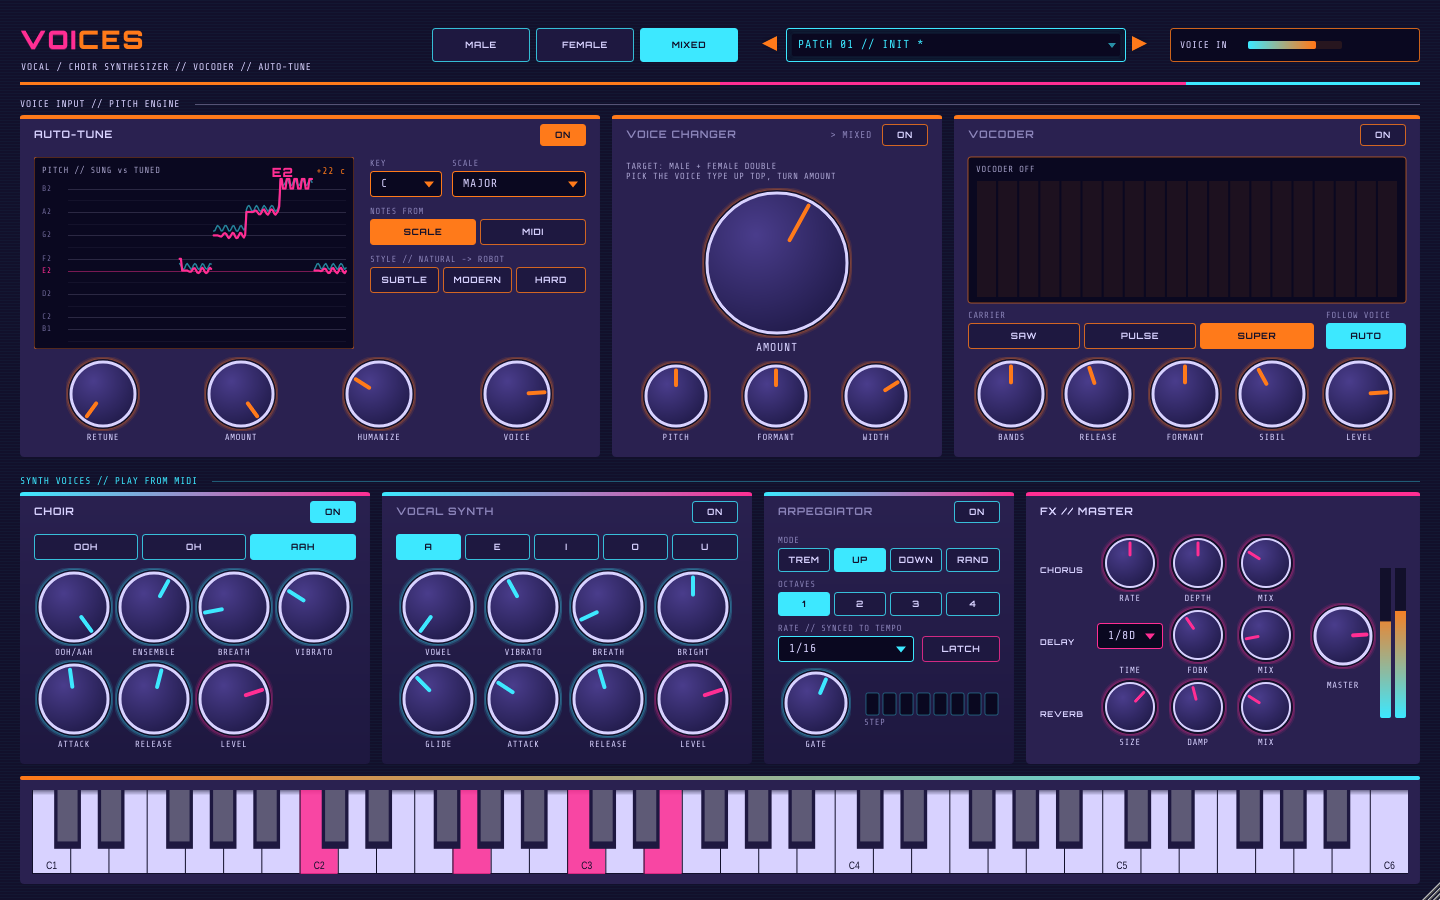 VOICES
MALE
FEMALE
MIXED
PATCH 01 // INIT *
VOICE IN
VOCAL / CHOIR SYNTHESIZER // VOCODER // AUTO-TUNE
VOICE INPUT // PITCH ENGINE
AUTO-TUNE
ON
PITCH // SUNG vs TUNED
E2
+22 c
B2
A2
G2
F2
E2
D2
C2
B1
KEY
SCALE
C
MAJOR
NOTES FROM
SCALE
MIDI
STYLE // NATURAL -> ROBOT
SUBTLE
MODERN
HARD
RETUNE
AMOUNT
HUMANIZE
VOICE
VOICE CHANGER
> MIXED
ON
TARGET: MALE + FEMALE DOUBLE
PICK THE VOICE TYPE UP TOP, TURN AMOUNT
AMOUNT
PITCH
FORMANT
WIDTH
VOCODER
ON
VOCODER OFF
CARRIER
FOLLOW VOICE
SAW
PULSE
SUPER
AUTO
BANDS
RELEASE
FORMANT
SIBIL
LEVEL
SYNTH VOICES // PLAY FROM MIDI
CHOIR
ON
OOH
OH
AAH
OOH/AAH
ENSEMBLE
BREATH
VIBRATO
ATTACK
RELEASE
LEVEL
VOCAL SYNTH
ON
A
E
I
O
U
VOWEL
VIBRATO
BREATH
BRIGHT
GLIDE
ATTACK
RELEASE
LEVEL
ARPEGGIATOR
ON
MODE
TREM
UP
DOWN
RAND
OCTAVES
1
2
3
4
RATE // SYNCED TO TEMPO
1/16
LATCH
GATE
STEP
FX // MASTER
CHORUS
RATE
DEPTH
MIX
DELAY
1/8D
TIME
FDBK
MIX
MASTER
REVERB
SIZE
DAMP
MIX
C1
C2
C3
C4
C5
C6